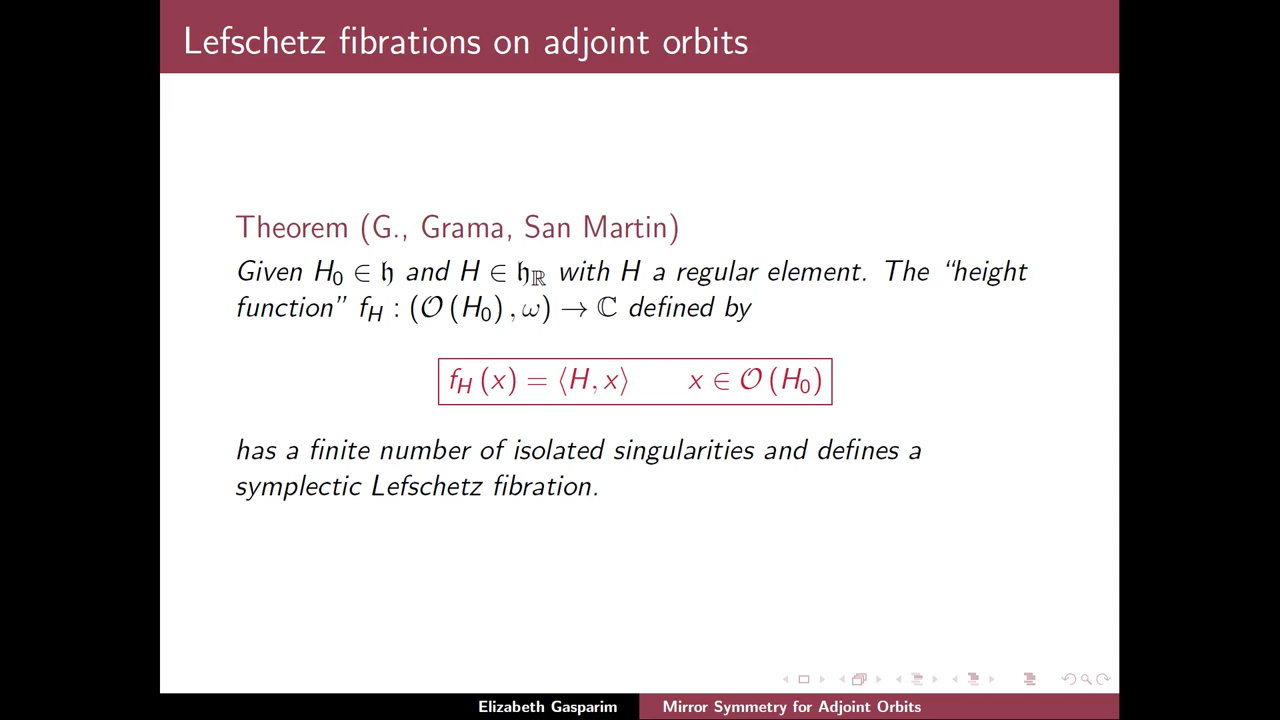 Lefschetz fibrations on adjoint orbits
Theorem (G., Grama, San Martin)
Given H₀ ∈ 𝔥 and H ∈ 𝔥_ℝ with H a regular element. The “height
function” f_H : (𝒪 (H₀) , ω) → ℂ defined by
f_H (x) = ⟨H, x⟩ x ∈ 𝒪 (H₀)
has a finite number of isolated singularities and defines a
symplectic Lefschetz fibration.
Elizabeth Gasparim
Mirror Symmetry for Adjoint Orbits